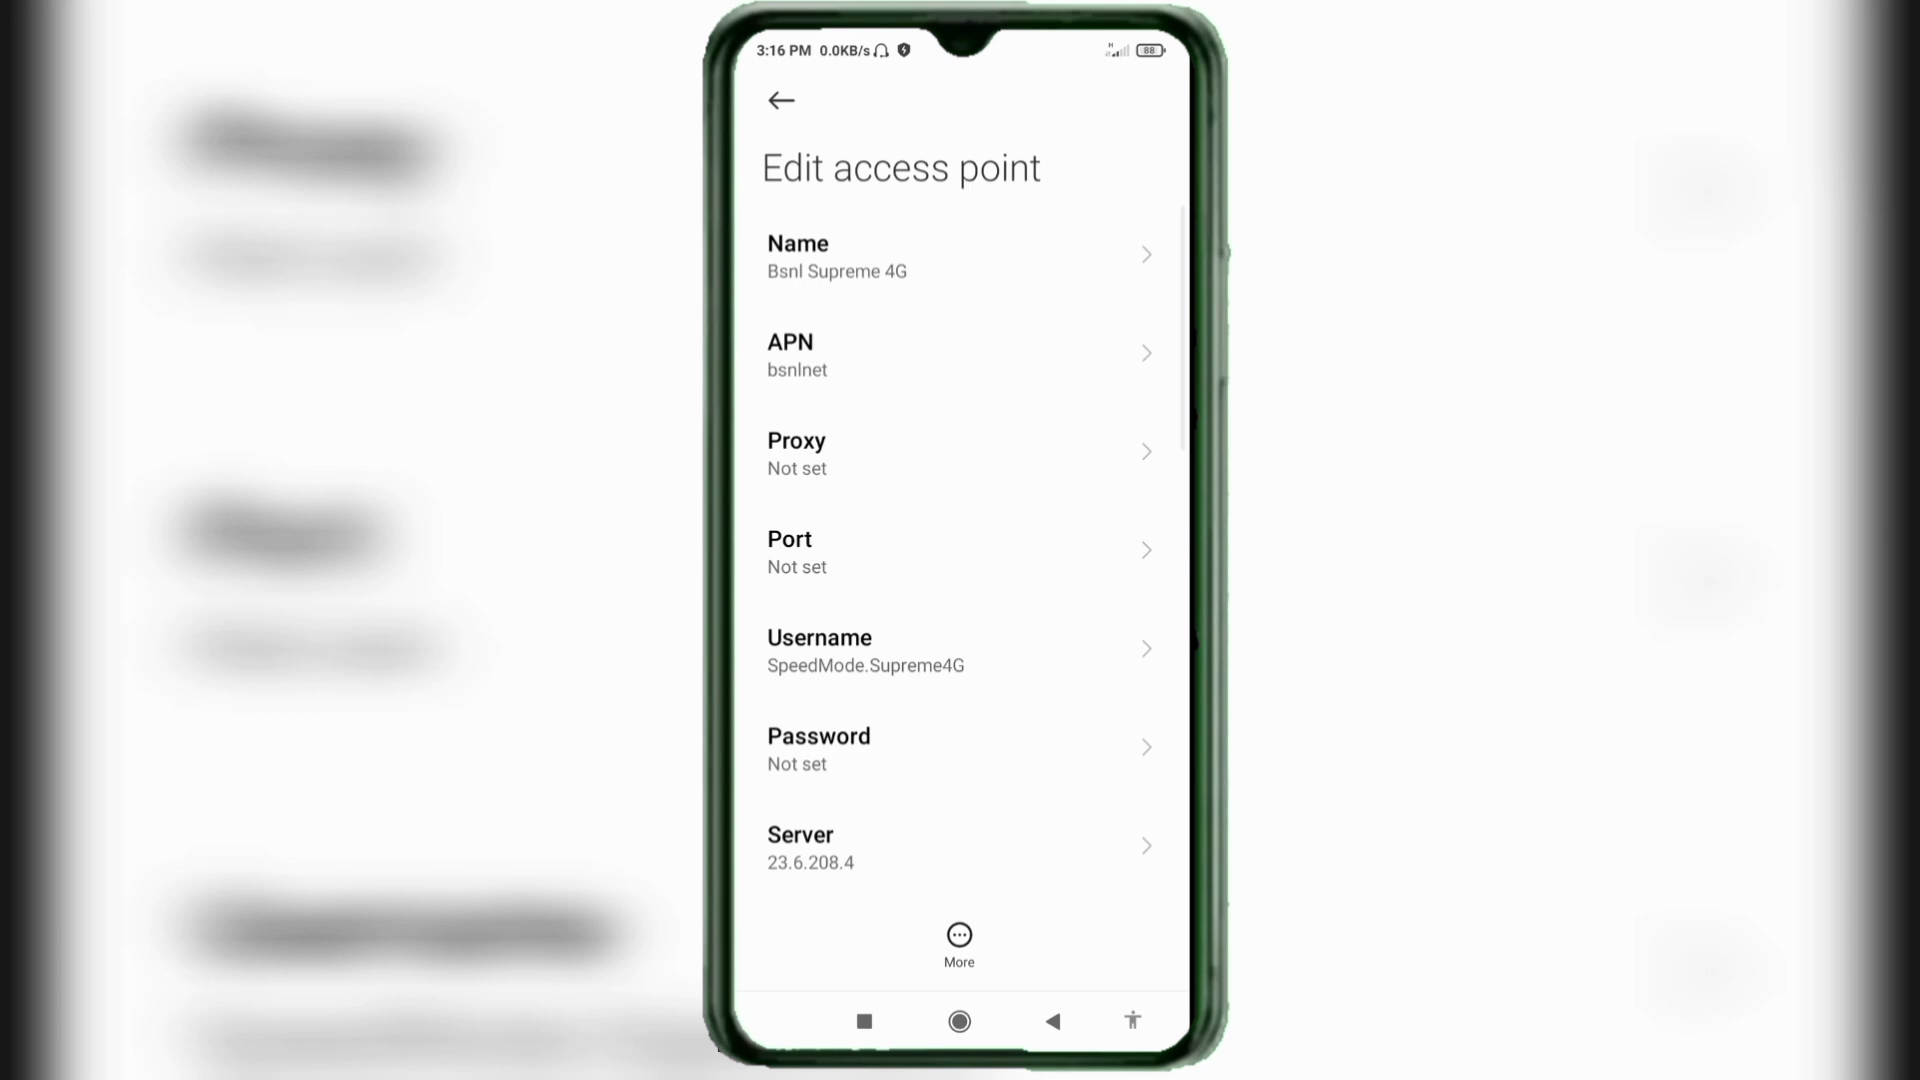 3:16 PM 0.0KB/s H 88
Edit access point
Name
Bsnl Supreme 4G
APN
bsnlnet
Proxy
Not set
Port
Not set
Username
SpeedMode.Supreme4G
Password
Not set
Server
23.6.208.4
More